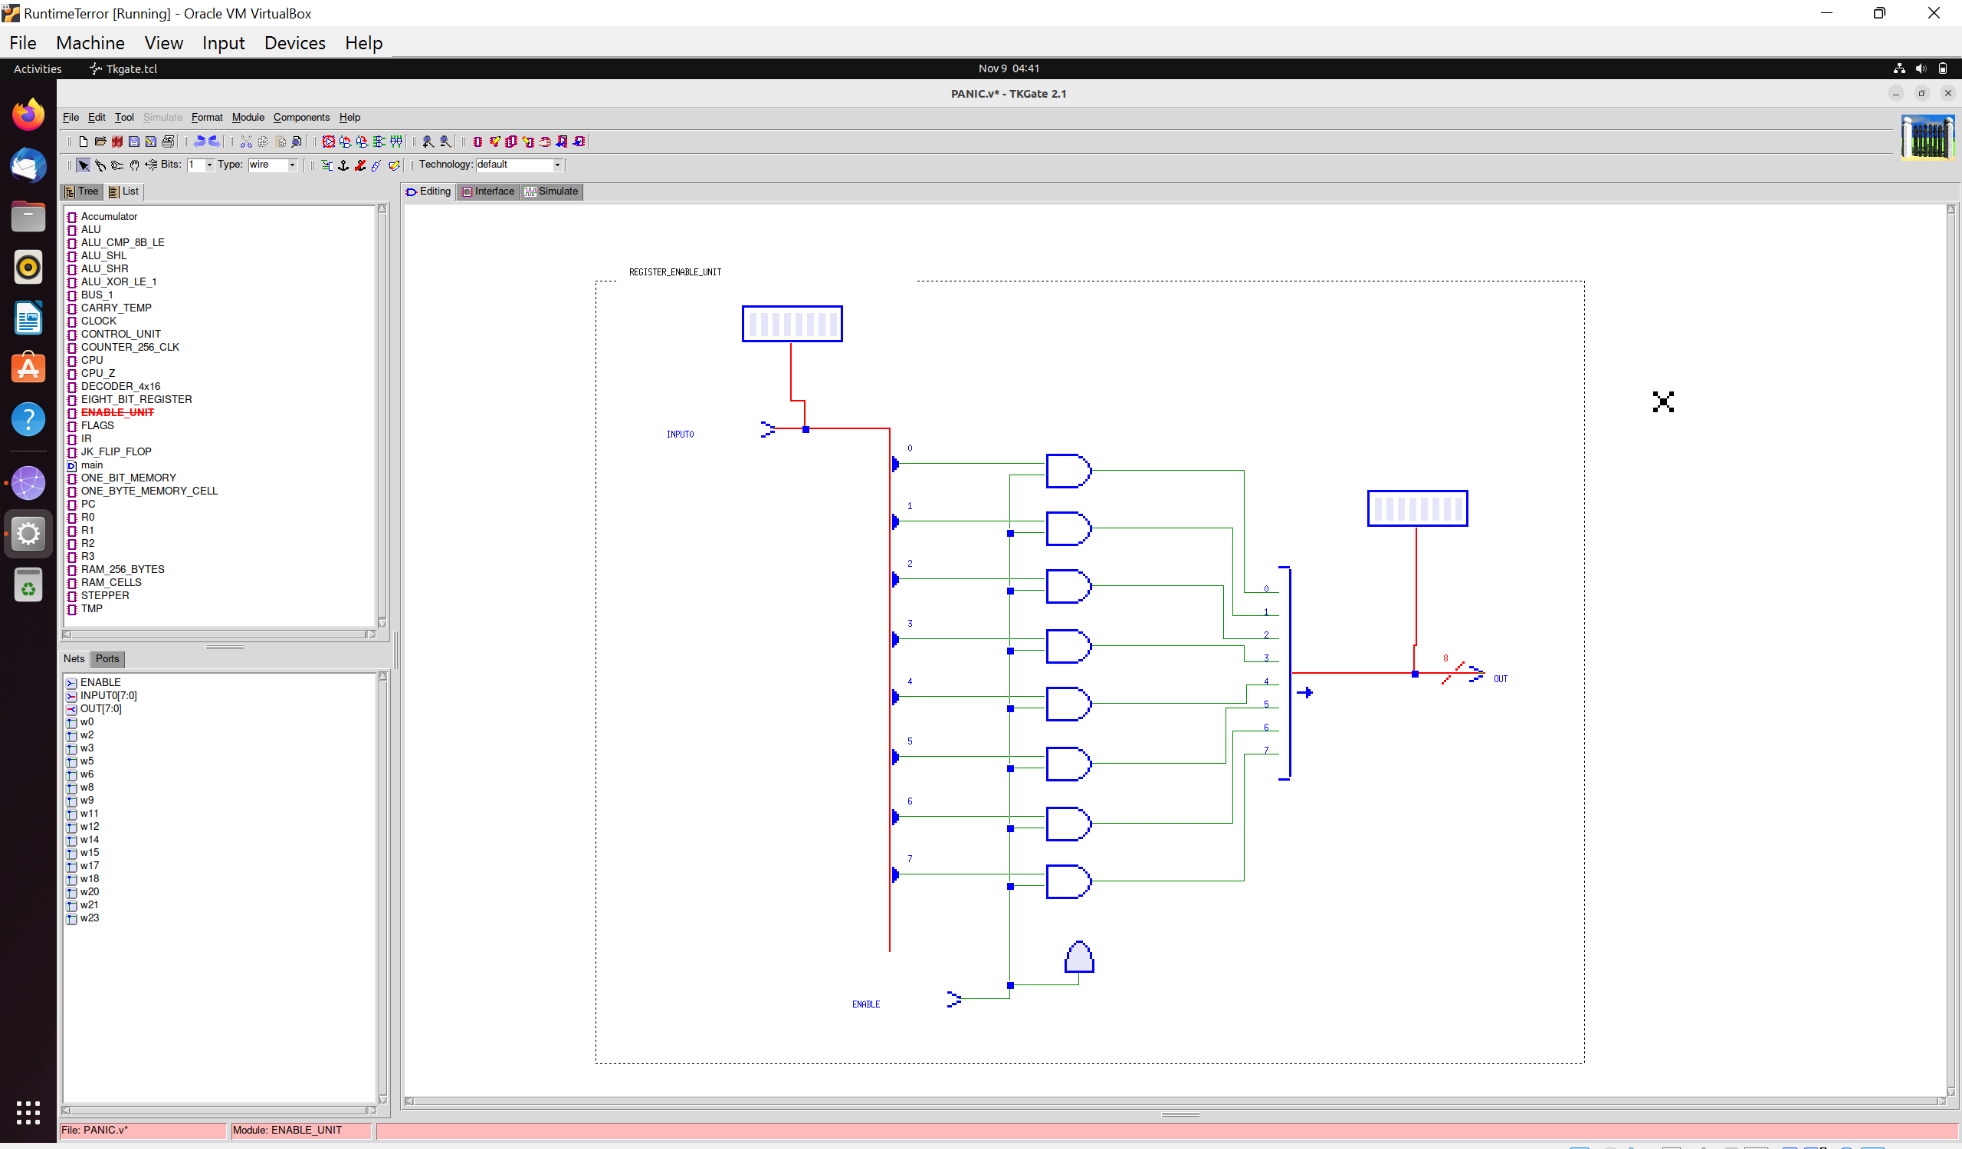 RuntimeTerror [Running] - Oracle VM VirtualBox
File Machine View Input Devices Help
Activities Tkgate.tcl Nov 9 04:41
PANIC.v* - TKGate 2.1
File Edit Tool Simulate Format Module Components Help
Bits: 1 Type: wire Technology: default
Tree List
Editing Interface Simulate
Accumulator
ALU
ALU_CMP_8B_LE
ALU_SHL
ALU_SHR
ALU_XOR_LE_1
BUS_1
CARRY_TEMP
CLOCK
CONTROL_UNIT
COUNTER_256_CLK
CPU
CPU_Z
DECODER_4x16
EIGHT_BIT_REGISTER
ENABLE_UNIT
FLAGS
IR
JK_FLIP_FLOP
main
ONE_BIT_MEMORY
ONE_BYTE_MEMORY_CELL
PC
R0
R1
R2
R3
RAM_256_BYTES
RAM_CELLS
STEPPER
TMP
Nets Ports
ENABLE
INPUT0[7:0]
OUT[7:0]
w0
w2
w3
w5
w6
w8
w9
w11
w12
w14
w15
w17
w18
w20
w21
w23
REGISTER_ENABLE_UNIT
INPUT0
0
1
2
3
4
5
6
7
0
1
2
3
4
5
6
7
8
OUT
ENABLE
File: PANIC.v* Module: ENABLE_UNIT